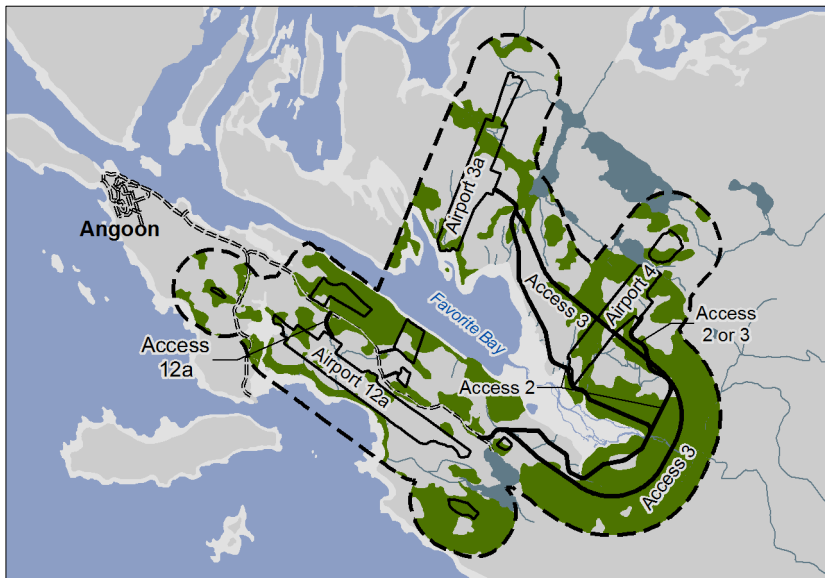 Airport 3a
Angoon
Access 3
Airport 4
Favorite Bay
Access
2 or 3
Access
12a
Airport 12a
Access 2
Access 3